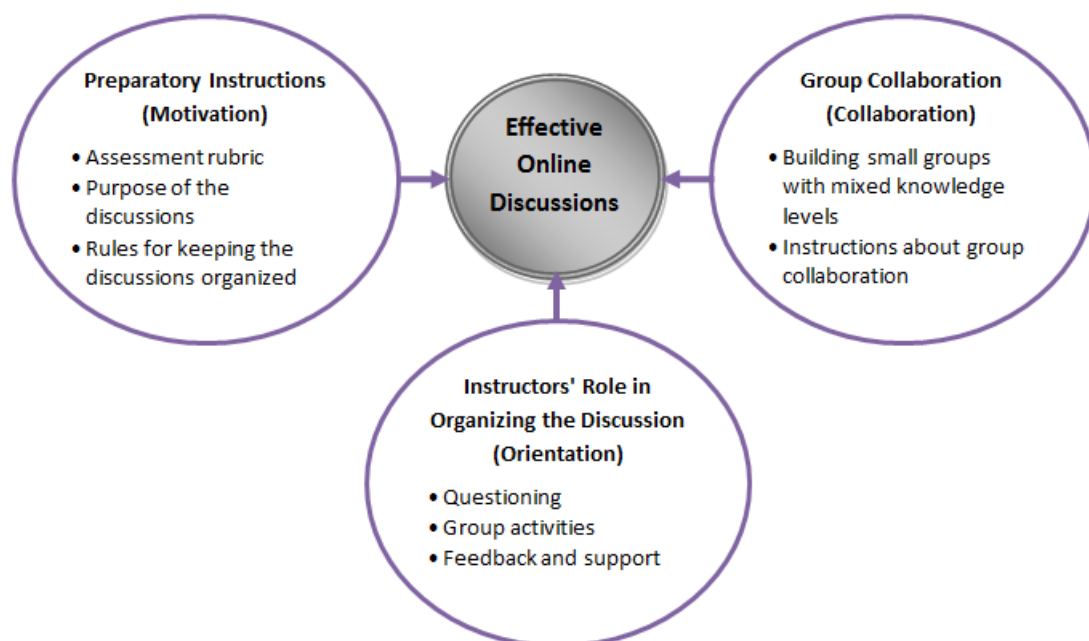 Preparatory Instructions
(Motivation)
• Assessment rubric
• Purpose of the
discussions
• Rules for keeping the
discussions organized
Effective
Online
Discussions
Group Collaboration
(Collaboration)
• Building small groups
with mixed knowledge
levels
• Instructions about group
collaboration
Instructors' Role in
Organizing the Discussion
(Orientation)
• Questioning
• Group activities
• Feedback and support